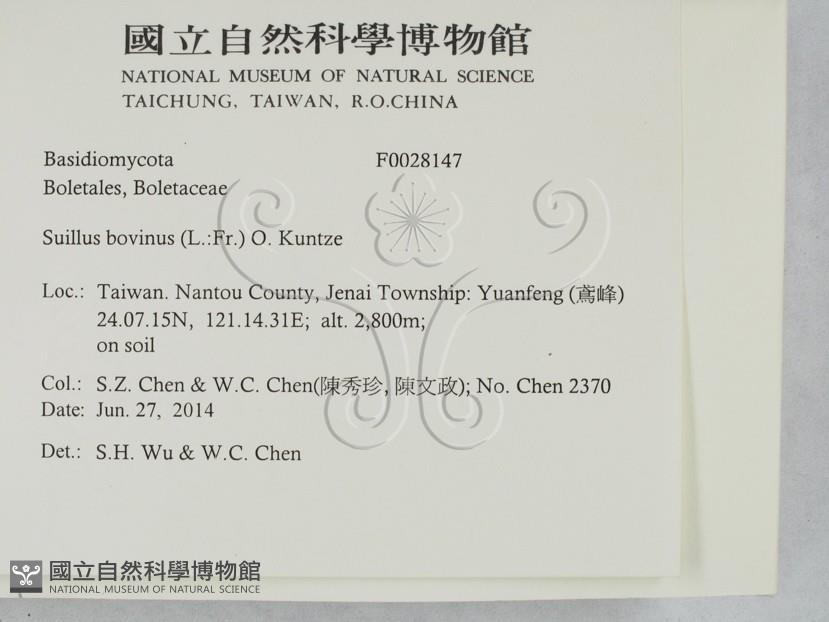 國立自然科學博物館
NATIONAL MUSEUM OF NATURAL SCIENCE
TAICHUNG, TAIWAN, R.O.CHINA
Basidiomycota F0028147
Boletales, Boletaceae
Suillus bovinus (L.:Fr.) O. Kuntze
Loc.: Taiwan. Nantou County, Jenai Township: Yuanfeng (鳶峰)
24.07.15N, 121.14.31E; alt. 2,800m;
on soil
Col.: S.Z. Chen & W.C. Chen(陳秀珍, 陳文政); No. Chen 2370
Date: Jun. 27, 2014
Det.: S.H. Wu & W.C. Chen
國立自然科學博物館
NATIONAL MUSEUM OF NATURAL SCIENCE